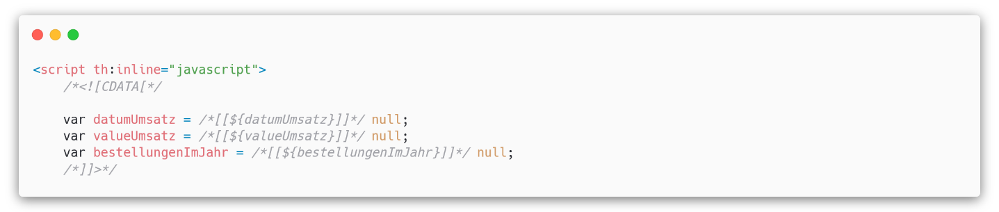 <script th:inline="javascript">
/*<![CDATA[*/
var datumUmsatz = /*[[${datumUmsatz}]]*/ null;
var valueUmsatz = /*[[${valueUmsatz}]]*/ null;
var bestellungenImJahr = /*[[${bestellungenImJahr}]]*/ null;
/*]]>*/